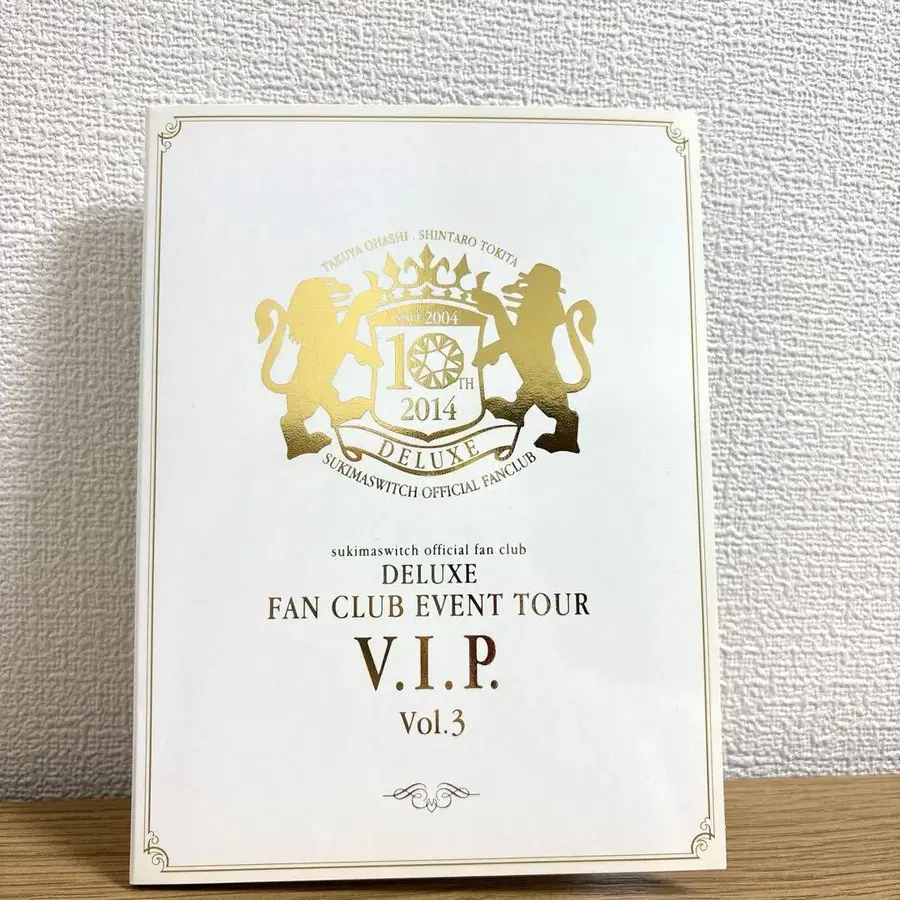 TAKUYA OHASHI . SHINTARO TOKITA
SINCE 2004
10TH
2014
DELUXE
SUKIMASWITCH OFFICIAL FANCLUB
sukimaswitch official fan club
DELUXE
FAN CLUB EVENT TOUR
V.I.P.
Vol.3